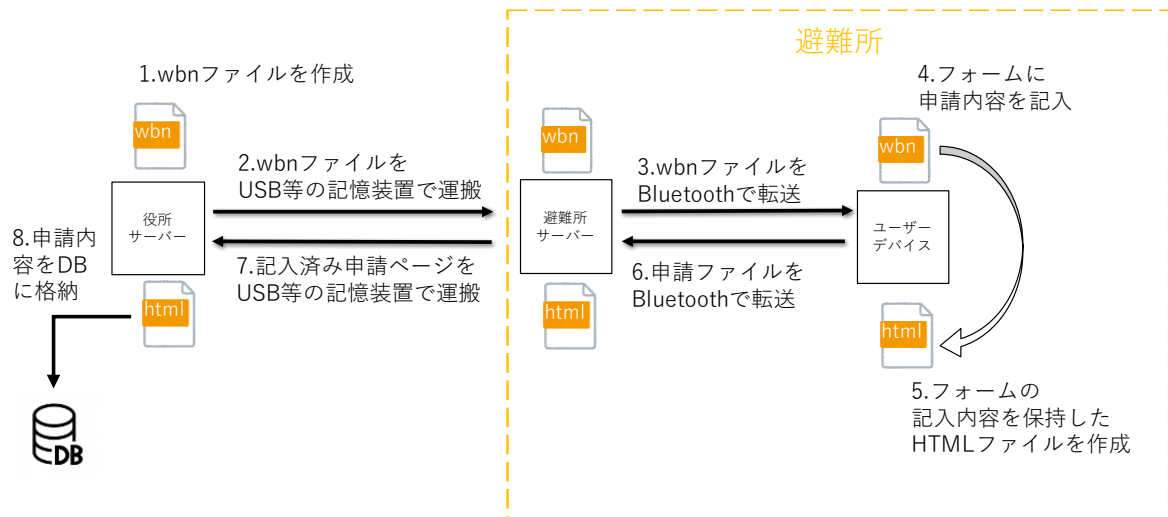 避難所
1.wbnファイルを作成
wbn
2.wbnファイルを
USB等の記憶装置で運搬
役所
サーバー
7.記入済み申請ページを
USB等の記憶装置で運搬
html
8.申請内
容をDB
に格納
DB
wbn
避難所
サーバー
html
3.wbnファイルを
Bluetoothで転送
6.申請ファイルを
Bluetoothで転送
4.フォームに
申請内容を記入
wbn
ユーザー
デバイス
html
5.フォームの
記入内容を保持した
HTMLファイルを作成